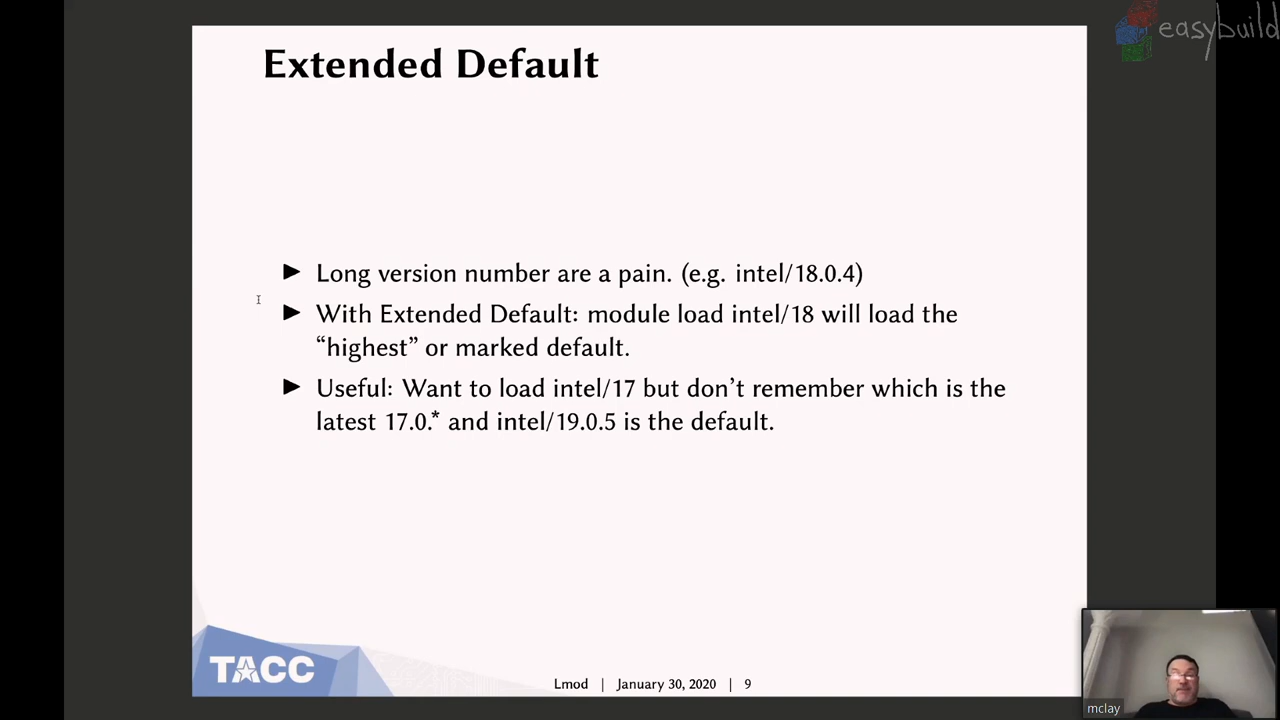 easybuild
Extended Default
Long version number are a pain. (e.g. intel/18.0.4)
With Extended Default: module load intel/18 will load the
“highest” or marked default.
Useful: Want to load intel/17 but don’t remember which is the
latest 17.0.* and intel/19.0.5 is the default.
TACC
Lmod | January 30, 2020 | 9
mclay